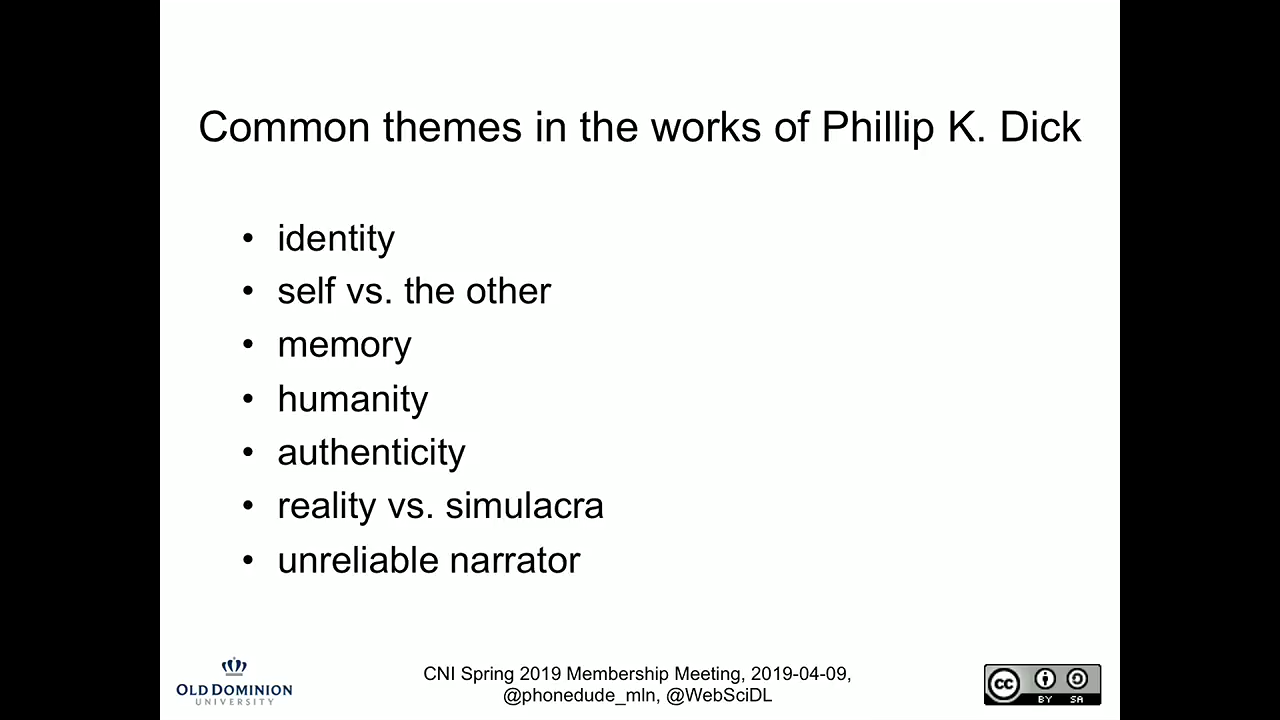 Common themes in the works of Phillip K. Dick
• identity
• self vs. the other
• memory
• humanity
• authenticity
• reality vs. simulacra
• unreliable narrator
OLD DOMINION
UNIVERSITY
CNI Spring 2019 Membership Meeting, 2019-04-09,
@phonedude_mln, @WebSciDL
cc
BY SA